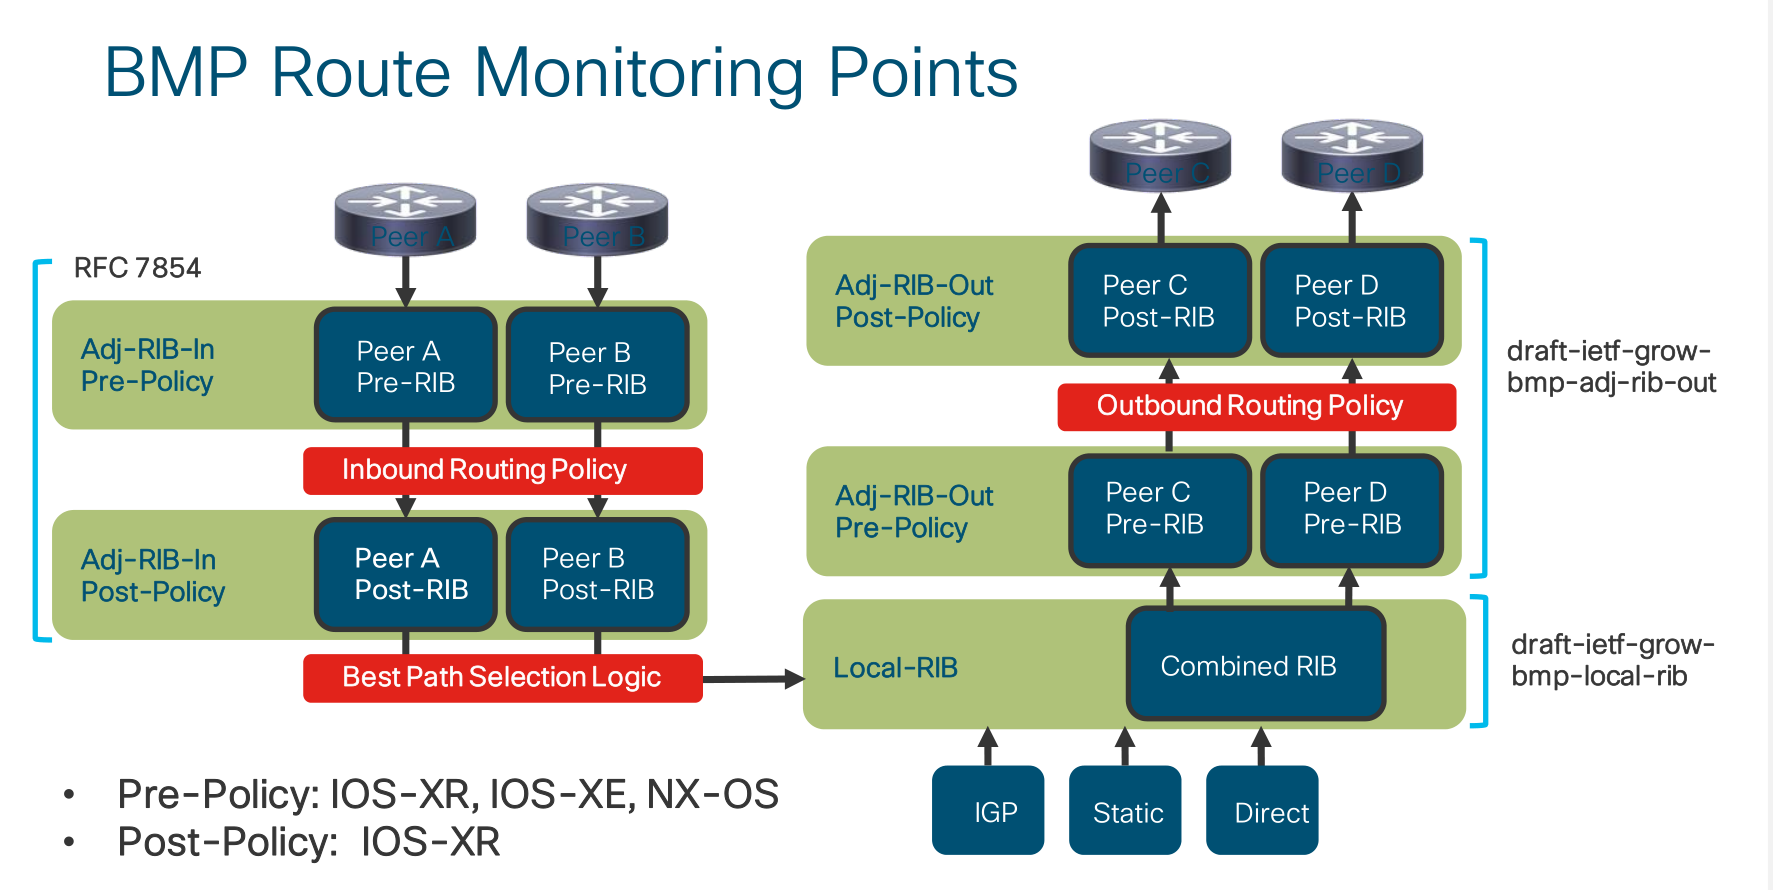 BMP Route Monitoring Points
Peer A
Peer B
RFC 7854
Adj-RIB-In
Pre-Policy
Peer A
Pre-RIB
Peer B
Pre-RIB
Inbound Routing Policy
Adj-RIB-In
Post-Policy
Peer A
Post-RIB
Peer B
Post-RIB
Best Path Selection Logic
Peer C
Peer D
Adj-RIB-Out
Post-Policy
Peer C
Post-RIB
Peer D
Post-RIB
draft-ietf-grow-
bmp-adj-rib-out
Outbound Routing Policy
Adj-RIB-Out
Pre-Policy
Peer C
Pre-RIB
Peer D
Pre-RIB
Local-RIB
Combined RIB
draft-ietf-grow-
bmp-local-rib
IGP
Static
Direct
• Pre-Policy: IOS-XR, IOS-XE, NX-OS
• Post-Policy: IOS-XR